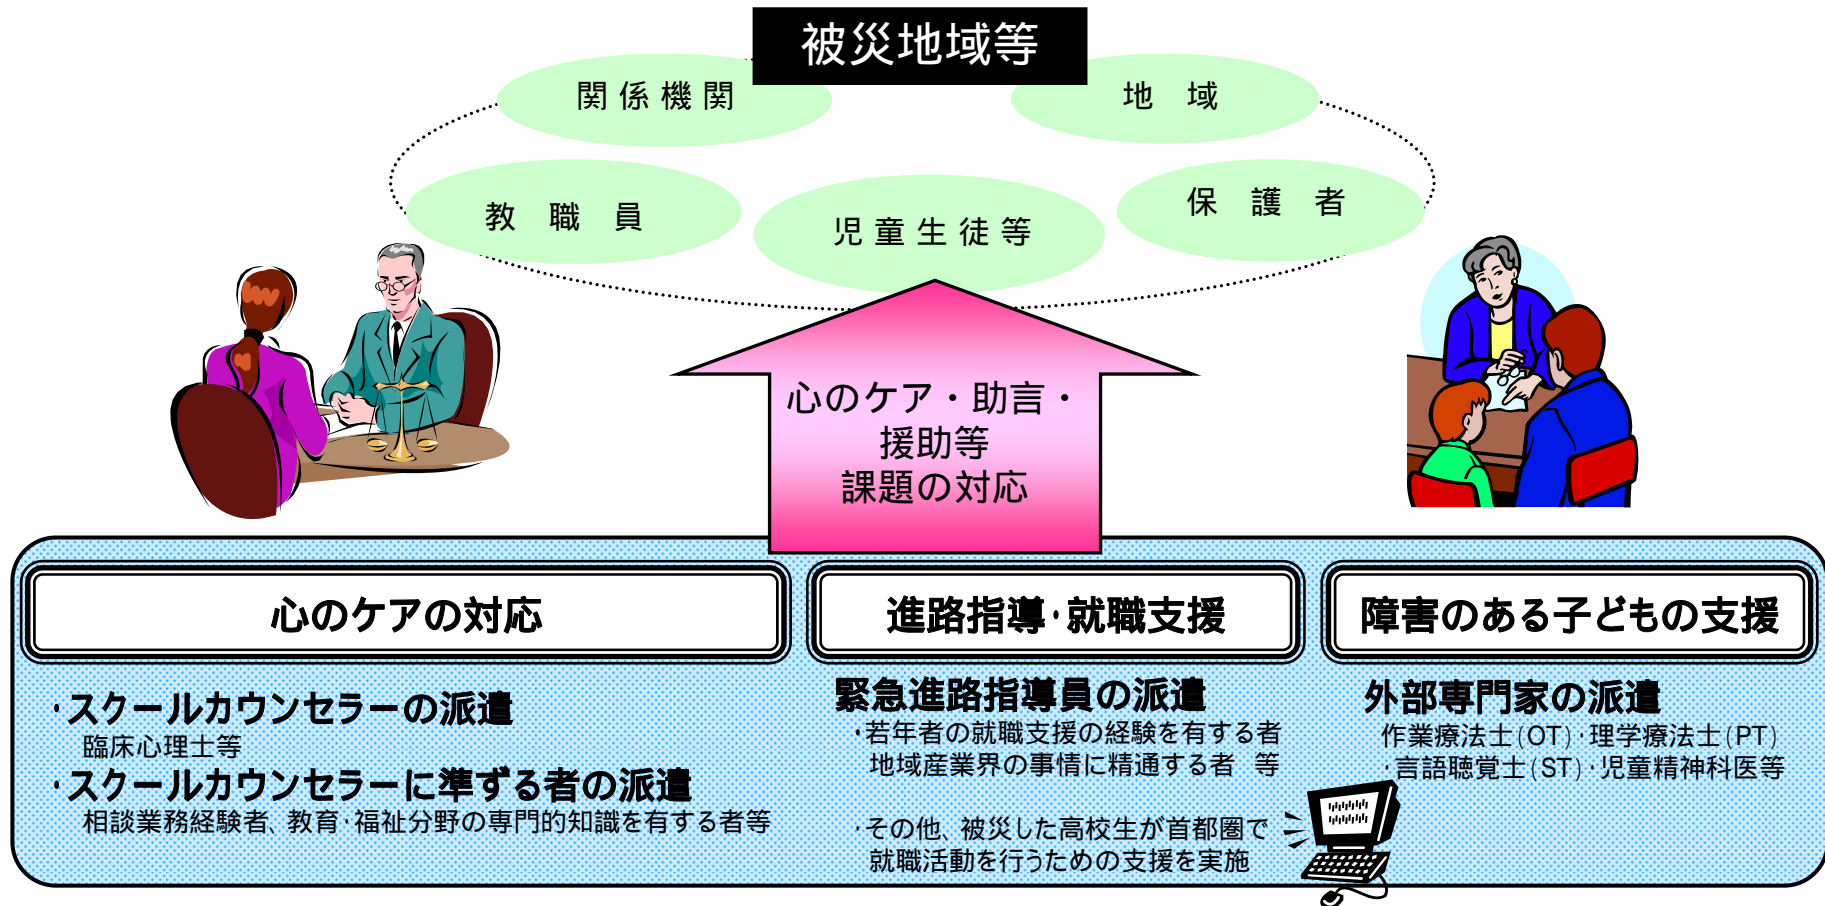 被災地域等
関係機関
地　域
教　職　員
児童生徒等
保　護　者
心のケア・助言・
援助等
課題の対応
心のケアの対応
・スクールカウンセラーの派遣
臨床心理士等
・スクールカウンセラーに準ずる者の派遣
相談業務経験者、教育・福祉分野の専門的知識を有する者等
進路指導・就職支援
緊急進路指導員の派遣
・若年者の就職支援の経験を有する者
地域産業界の事情に精通する者　等
・その他、被災した高校生が首都圏で
就職活動を行うための支援を実施
障害のある子どもの支援
外部専門家の派遣
作業療法士(OT)・理学療法士(PT)
・言語聴覚士(ST)・児童精神科医等